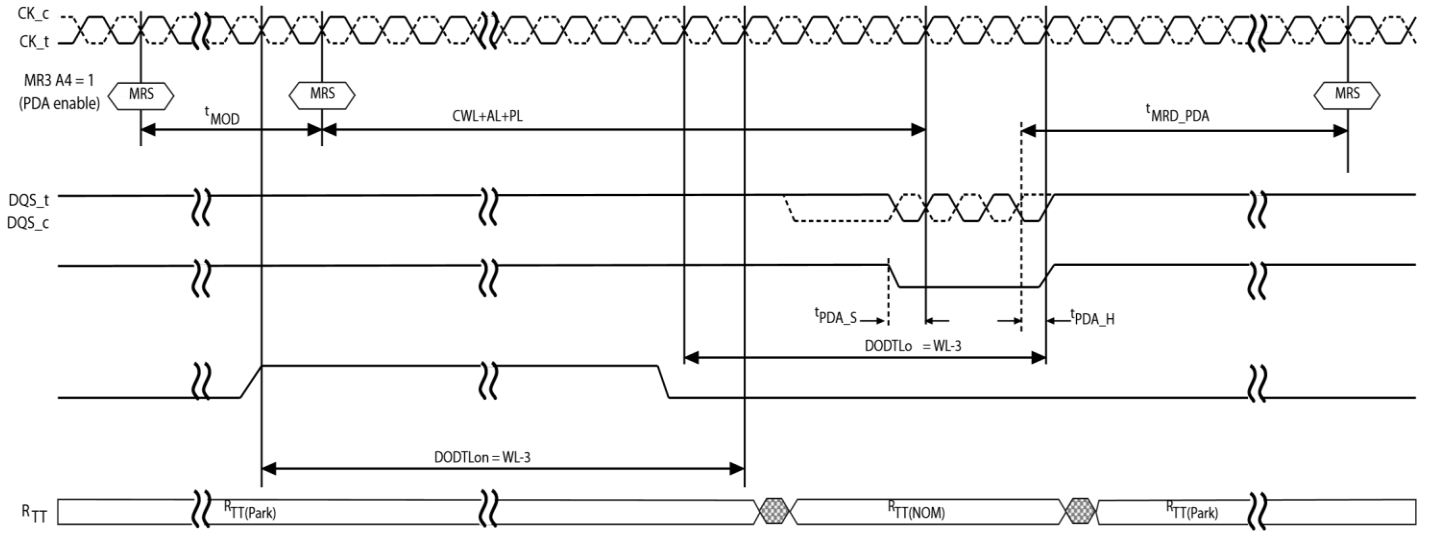 CK_c
CK_t
MR3 A4 = 1
(PDA enable)
MRS
MRS
MRS
tMOD
CWL+AL+PL
tMRD_PDA
DQS_t
DQS_c
tPDA_S
tPDA_H
DODTLo = WL-3
DODTLon = WL-3
RTT
RTT(Park)
RTT(NOM)
RTT(Park)